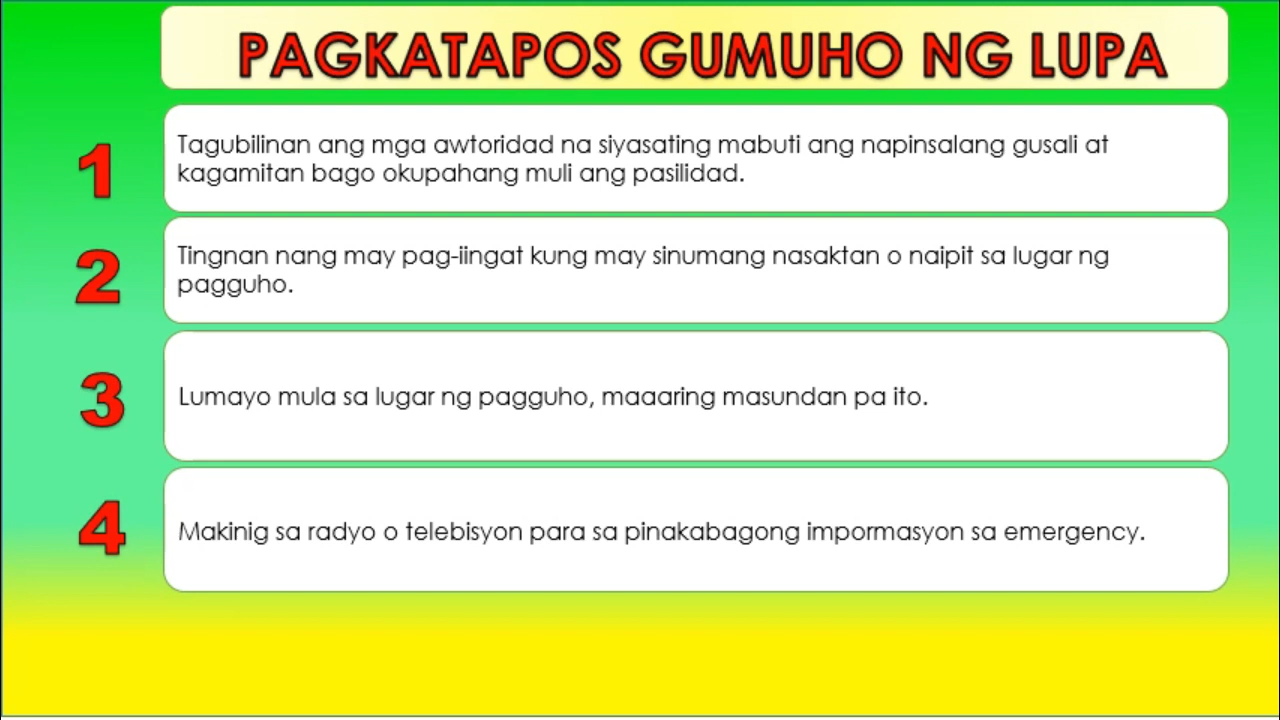 PAGKATAPOS GUMUHO NG LUPA
1
Tagubilinan ang mga awtoridad na siyasating mabuti ang napinsalang gusali at
kagamitan bago okupahang muli ang pasilidad.
2
Tingnan nang may pag-iingat kung may sinumang nasaktan o naipit sa lugar ng
pagguho.
3
Lumayo mula sa lugar ng pagguho, maaaring masundan pa ito.
4
Makinig sa radyo o telebisyon para sa pinakabagong impormasyon sa emergency.